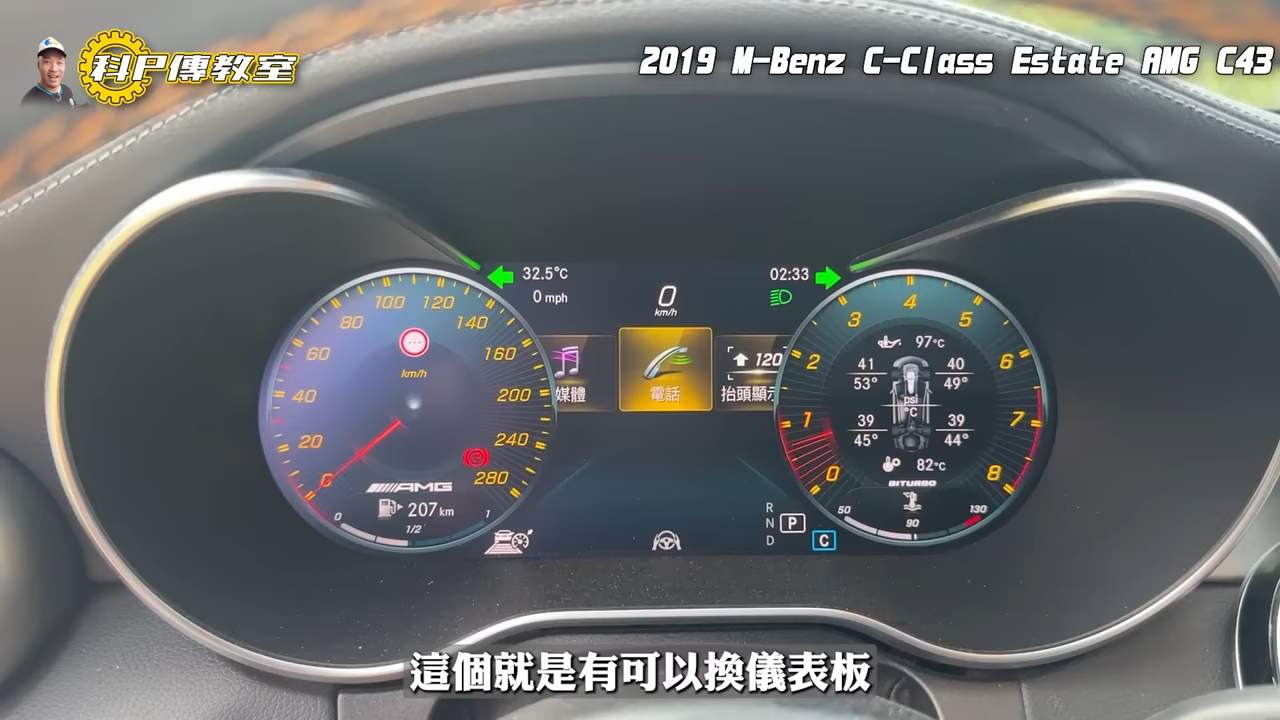 科P傳教室
2019 M-Benz C-Class Estate AMG C43
32.5°C
0 mph
0
km/h
02:33
媒體
電話
120
抬頭顯示
0
20
40
60
80
100
120
140
160
200
240
280
km/h
AMG
207 km
0
1/2
1
0
1
2
3
4
5
6
7
8
97°C
41
53°
40
49°
psi
°C
39
45°
39
44°
82°C
BITURBO
°C
50
90
130
R
N
D
P
C
這個就是有可以換儀表板